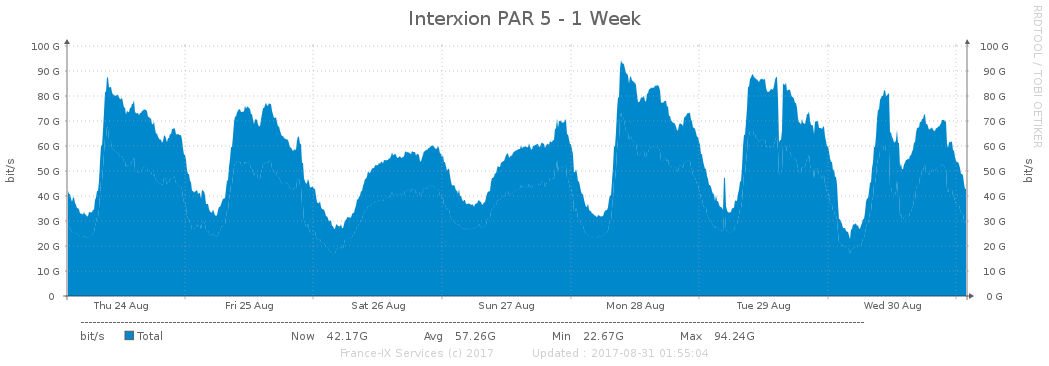 Interxion PAR 5 - 1 Week
RRDTOOL / TOBI OETIKER
bit/s
100 G
90 G
80 G
70 G
60 G
50 G
40 G
30 G
20 G
10 G
0
100 G
90 G
80 G
70 G
60 G
50 G
40 G
30 G
20 G
10 G
0 G
bit/s
Thu 24 Aug Fri 25 Aug Sat 26 Aug Sun 27 Aug Mon 28 Aug Tue 29 Aug Wed 30 Aug
bit/s Total Now 42.17G Avg 57.26G Min 22.67G Max 94.24G
France-IX Services (c) 2017 Updated : 2017-08-31 01:55:04